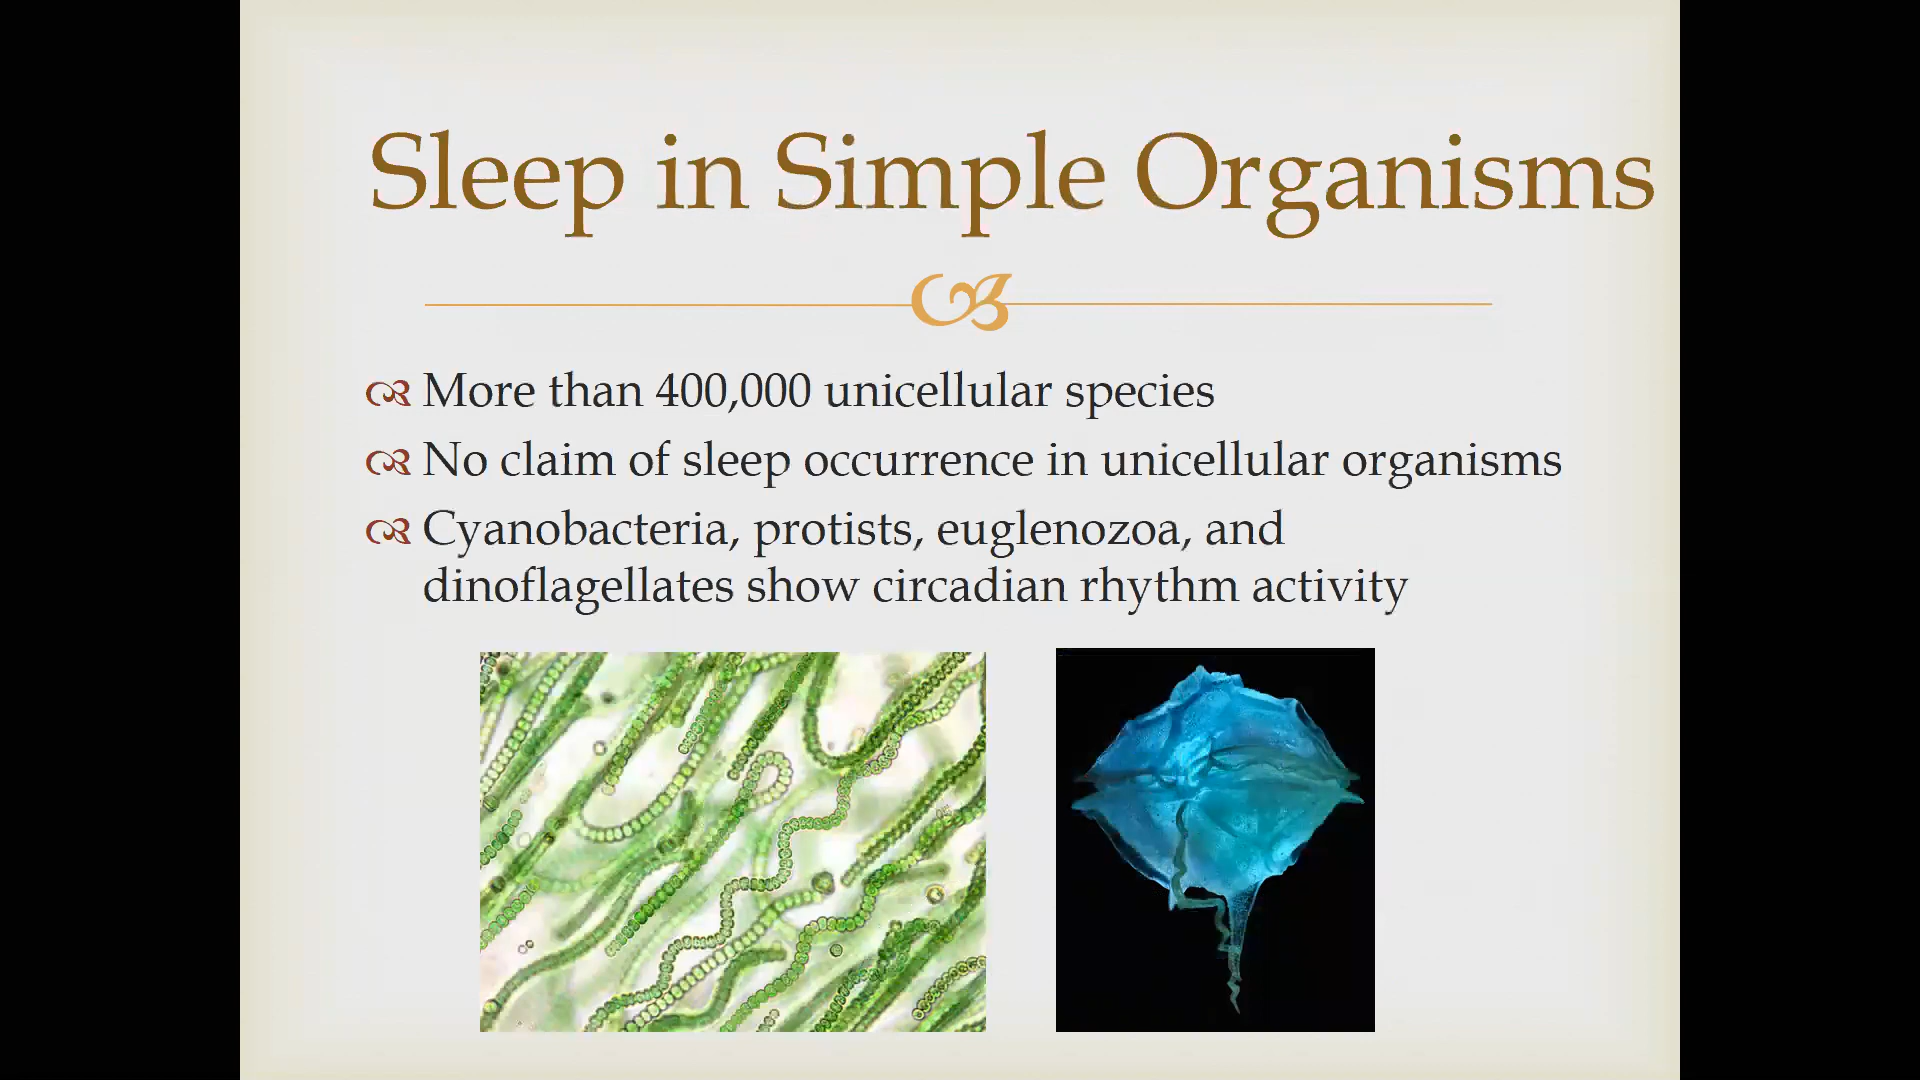 Sleep in Simple Organisms
More than 400,000 unicellular species
No claim of sleep occurrence in unicellular organisms
Cyanobacteria, protists, euglenozoa, and
dinoflagellates show circadian rhythm activity